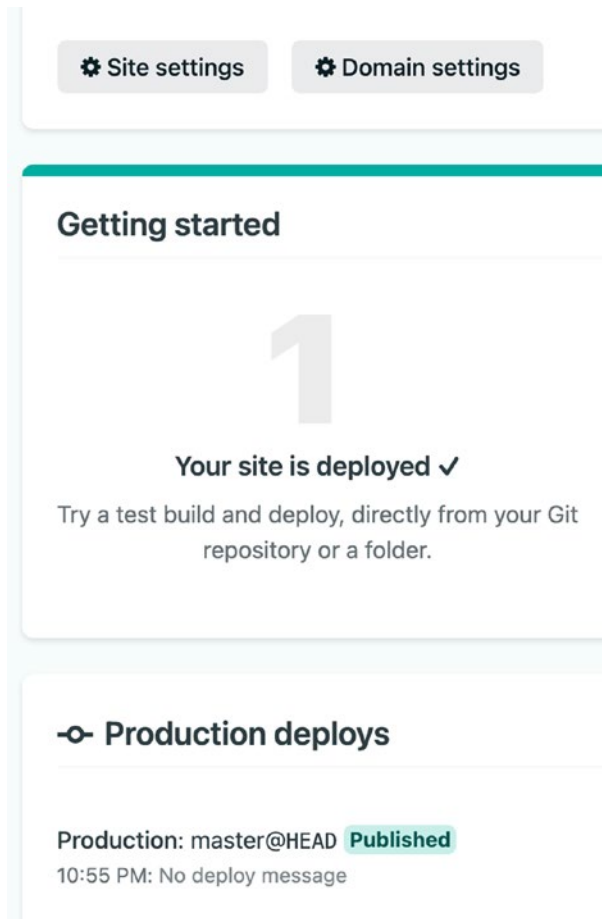 Site settings
Domain settings
Getting started
1
Your site is deployed ✓
Try a test build and deploy, directly from your Git
repository or a folder.
Production deploys
Production: master@HEAD Published
10:55 PM: No deploy message